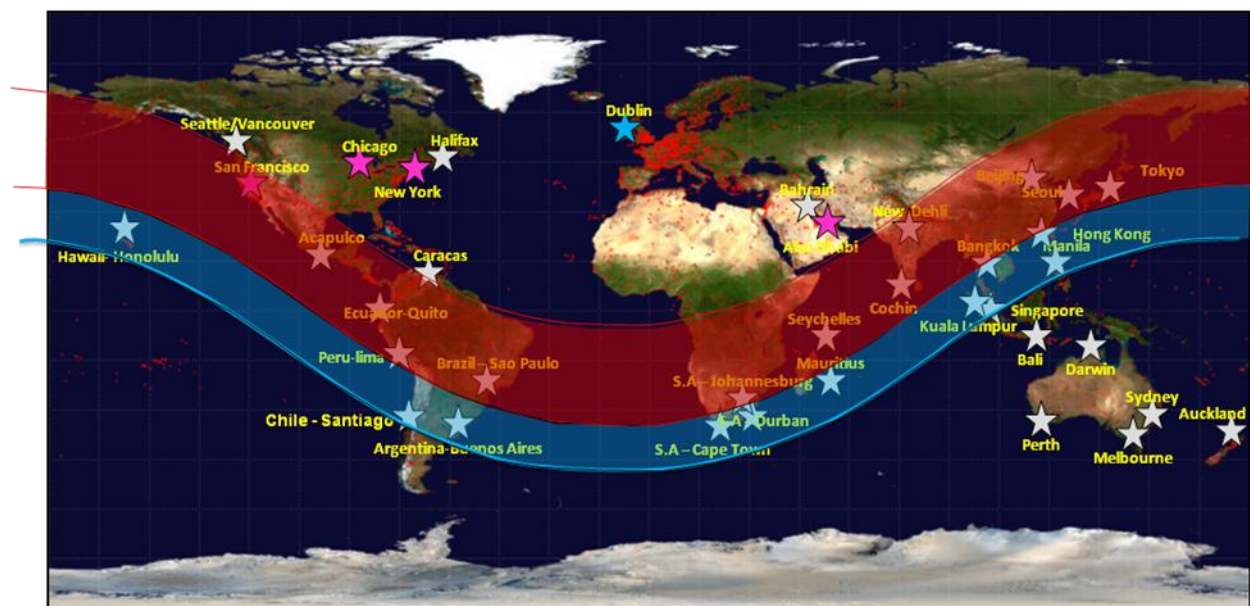 Dublin
Seattle/Vancouver
Chicago
Halifax
San Francisco
New York
Bahrain
Beijing
Seoul
Tokyo
Abu Dhabi
New Dehli
Hawaii-Honolulu
Acapulco
Caracas
Bangkok
Hong Kong
Manila
Ecuador-Quito
Cochin
Seychelles
Singapore
Kuala Lumpur
Peru-lima
Brazil – Sao Paulo
Mauritius
Bali
Darwin
S.A – Johannesburg
Chile - Santiago
S.A – Durban
Sydney
Auckland
Argentina-Buenos Aires
S.A – Cape Town
Perth
Melbourne